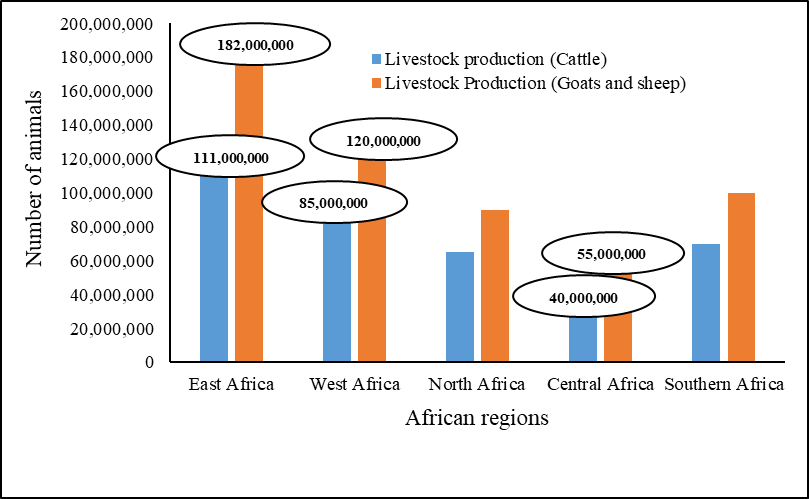 200,000,000
180,000,000
160,000,000
140,000,000
120,000,000
100,000,000
80,000,000
60,000,000
40,000,000
20,000,000
0
Number of animals
Livestock production (Cattle)
Livestock Production (Goats and sheep)
182,000,000
111,000,000
120,000,000
85,000,000
55,000,000
40,000,000
East Africa
West Africa
North Africa
Central Africa
Southern Africa
African regions